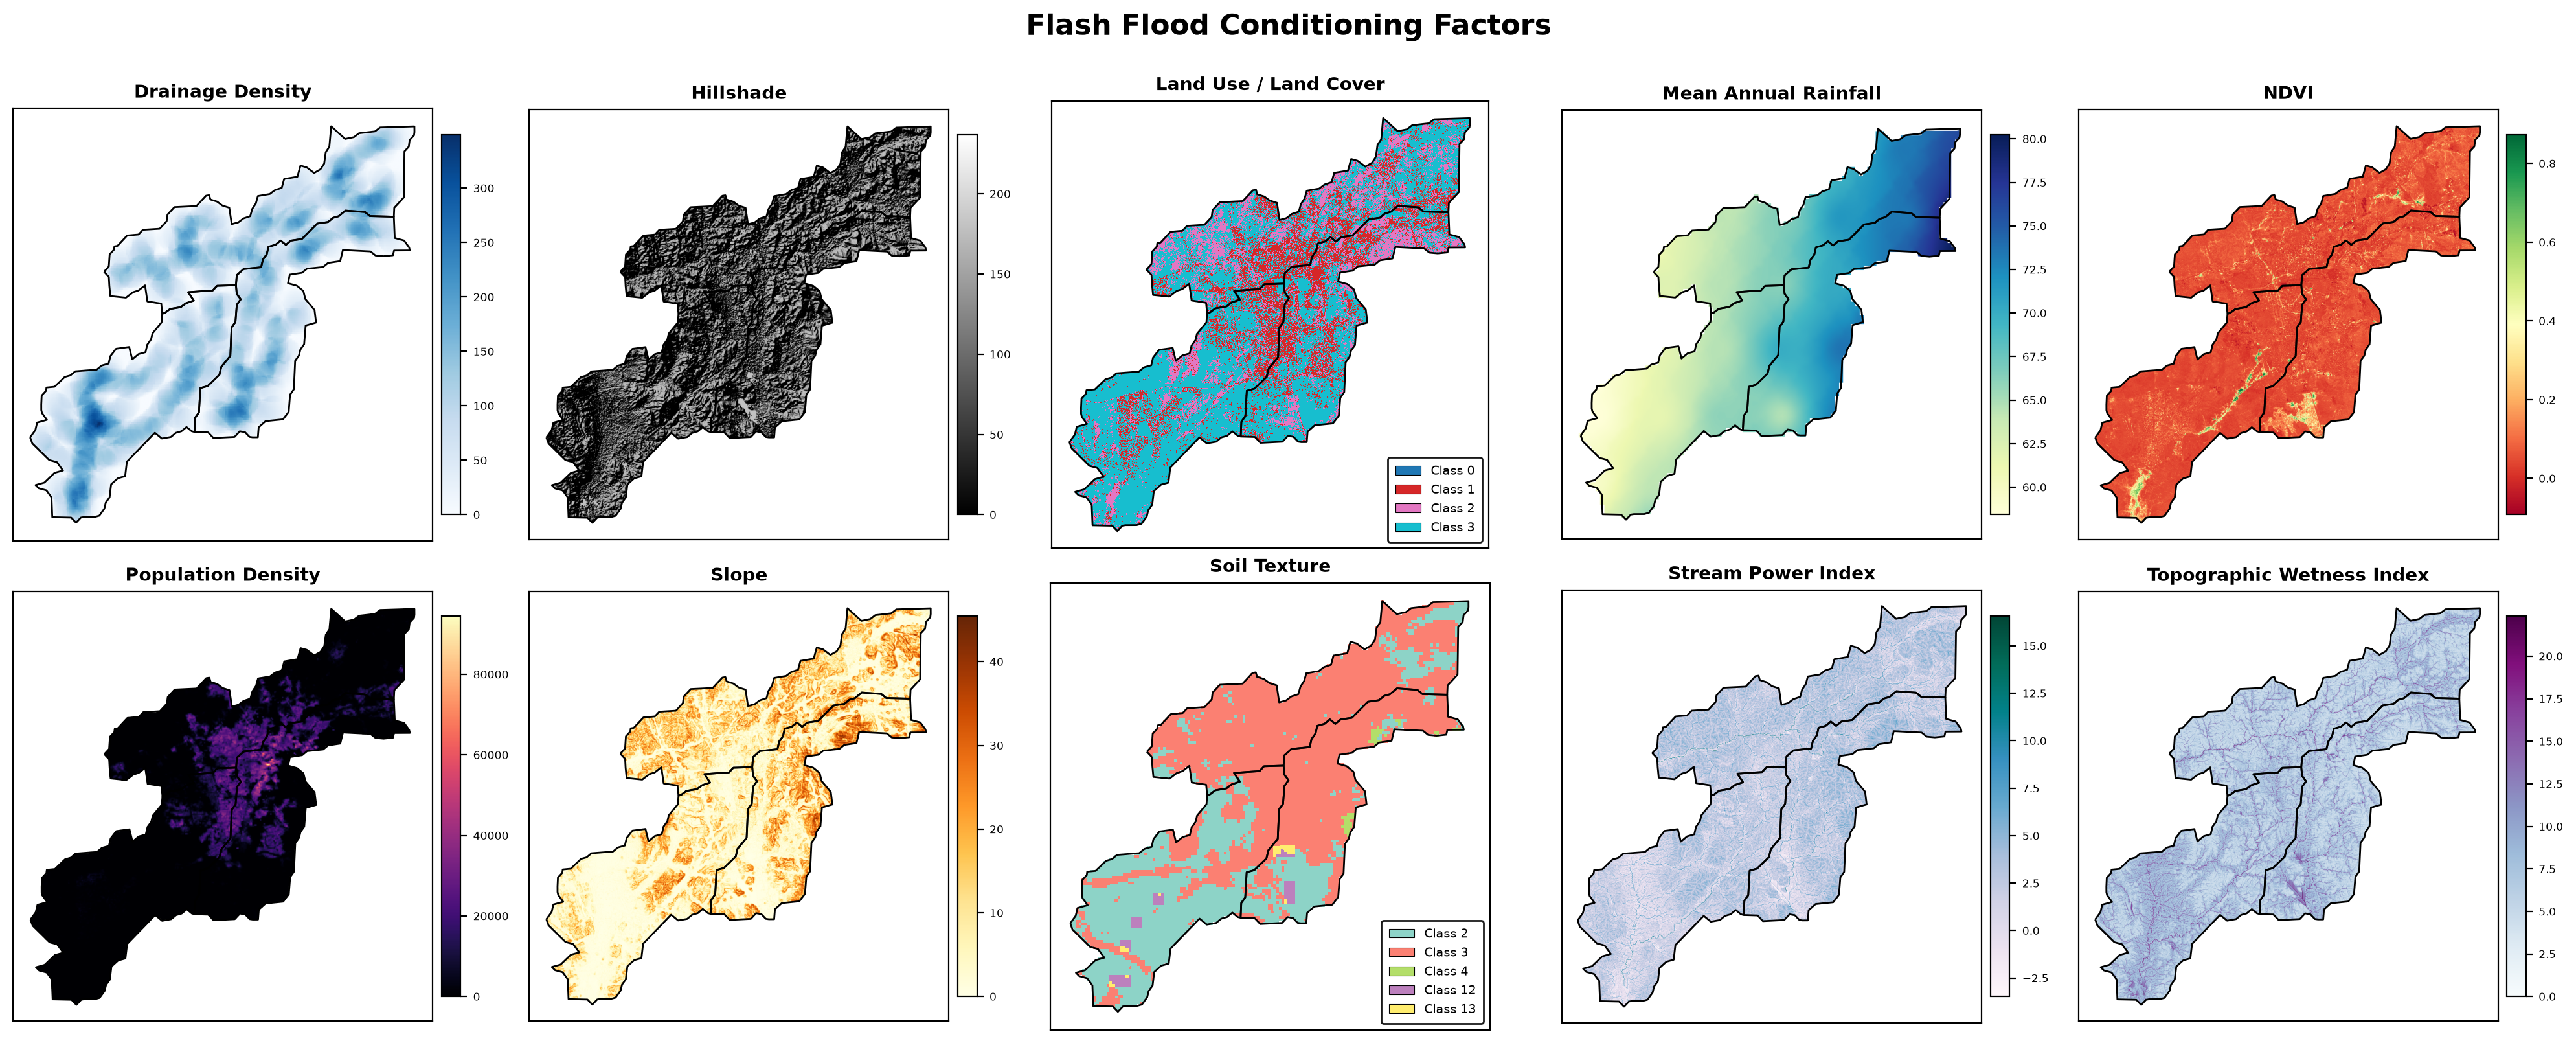 Flash Flood Conditioning Factors
Drainage Density
300
250
200
150
100
50
0
Hillshade
200
150
100
50
0
Land Use / Land Cover
Class 0
Class 1
Class 2
Class 3
Mean Annual Rainfall
80.0
77.5
75.0
72.5
70.0
67.5
65.0
62.5
60.0
NDVI
0.8
0.6
0.4
0.2
0.0
Population Density
80000
60000
40000
20000
0
Slope
40
30
20
10
0
Soil Texture
Class 2
Class 3
Class 4
Class 12
Class 13
Stream Power Index
15.0
12.5
10.0
7.5
5.0
2.5
0.0
−2.5
Topographic Wetness Index
20.0
17.5
15.0
12.5
10.0
7.5
5.0
2.5
0.0